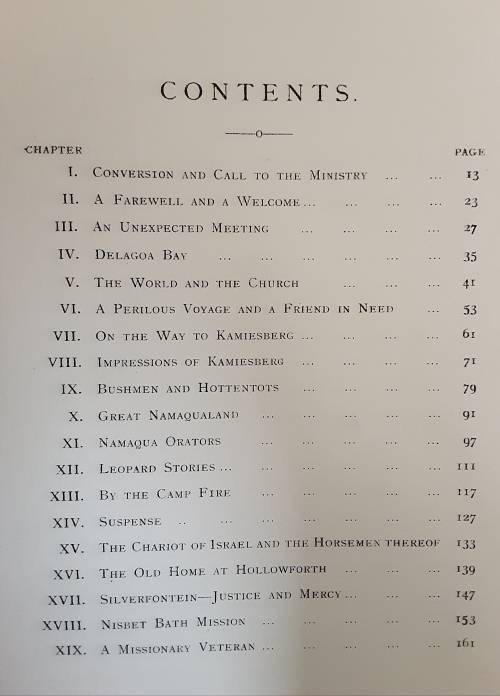 CONTENTS.
CHAPTER PAGE
I. CONVERSION AND CALL TO THE MINISTRY ... ... 13
II. A FAREWELL AND A WELCOME ... ... ... ... 23
III. AN UNEXPECTED MEETING ... ... ... ... 27
IV. DELAGOA BAY ... ... ... ... ... 35
V. THE WORLD AND THE CHURCH ... ... ... 41
VI. A PERILOUS VOYAGE AND A FRIEND IN NEED ... 53
VII. ON THE WAY TO KAMIESBERG ... ... ... ... 61
VIII. IMPRESSIONS OF KAMIESBERG ... ... ... ... 71
IX. BUSHMEN AND HOTTENTOTS ... ... ... ... 79
X. GREAT NAMAQUALAND ... ... ... ... ... 91
XI. NAMAQUA ORATORS ... ... ... ... ... 97
XII. LEOPARD STORIES ... ... ... ... ... ... 111
XIII. BY THE CAMP FIRE ... ... ... ... ... 117
XIV. SUSPENSE .. ... ... ... ... ... 127
XV. THE CHARIOT OF ISRAEL AND THE HORSEMEN THEREOF 133
XVI. THE OLD HOME AT HOLLOWFORTH ... ... ... 139
XVII. SILVERFONTEIN—JUSTICE AND MERCY ... ... ... 147
XVIII. NISBET BATH MISSION ... ... ... ... ... 153
XIX. A MISSIONARY VETERAN ... ... ... ... ... 161